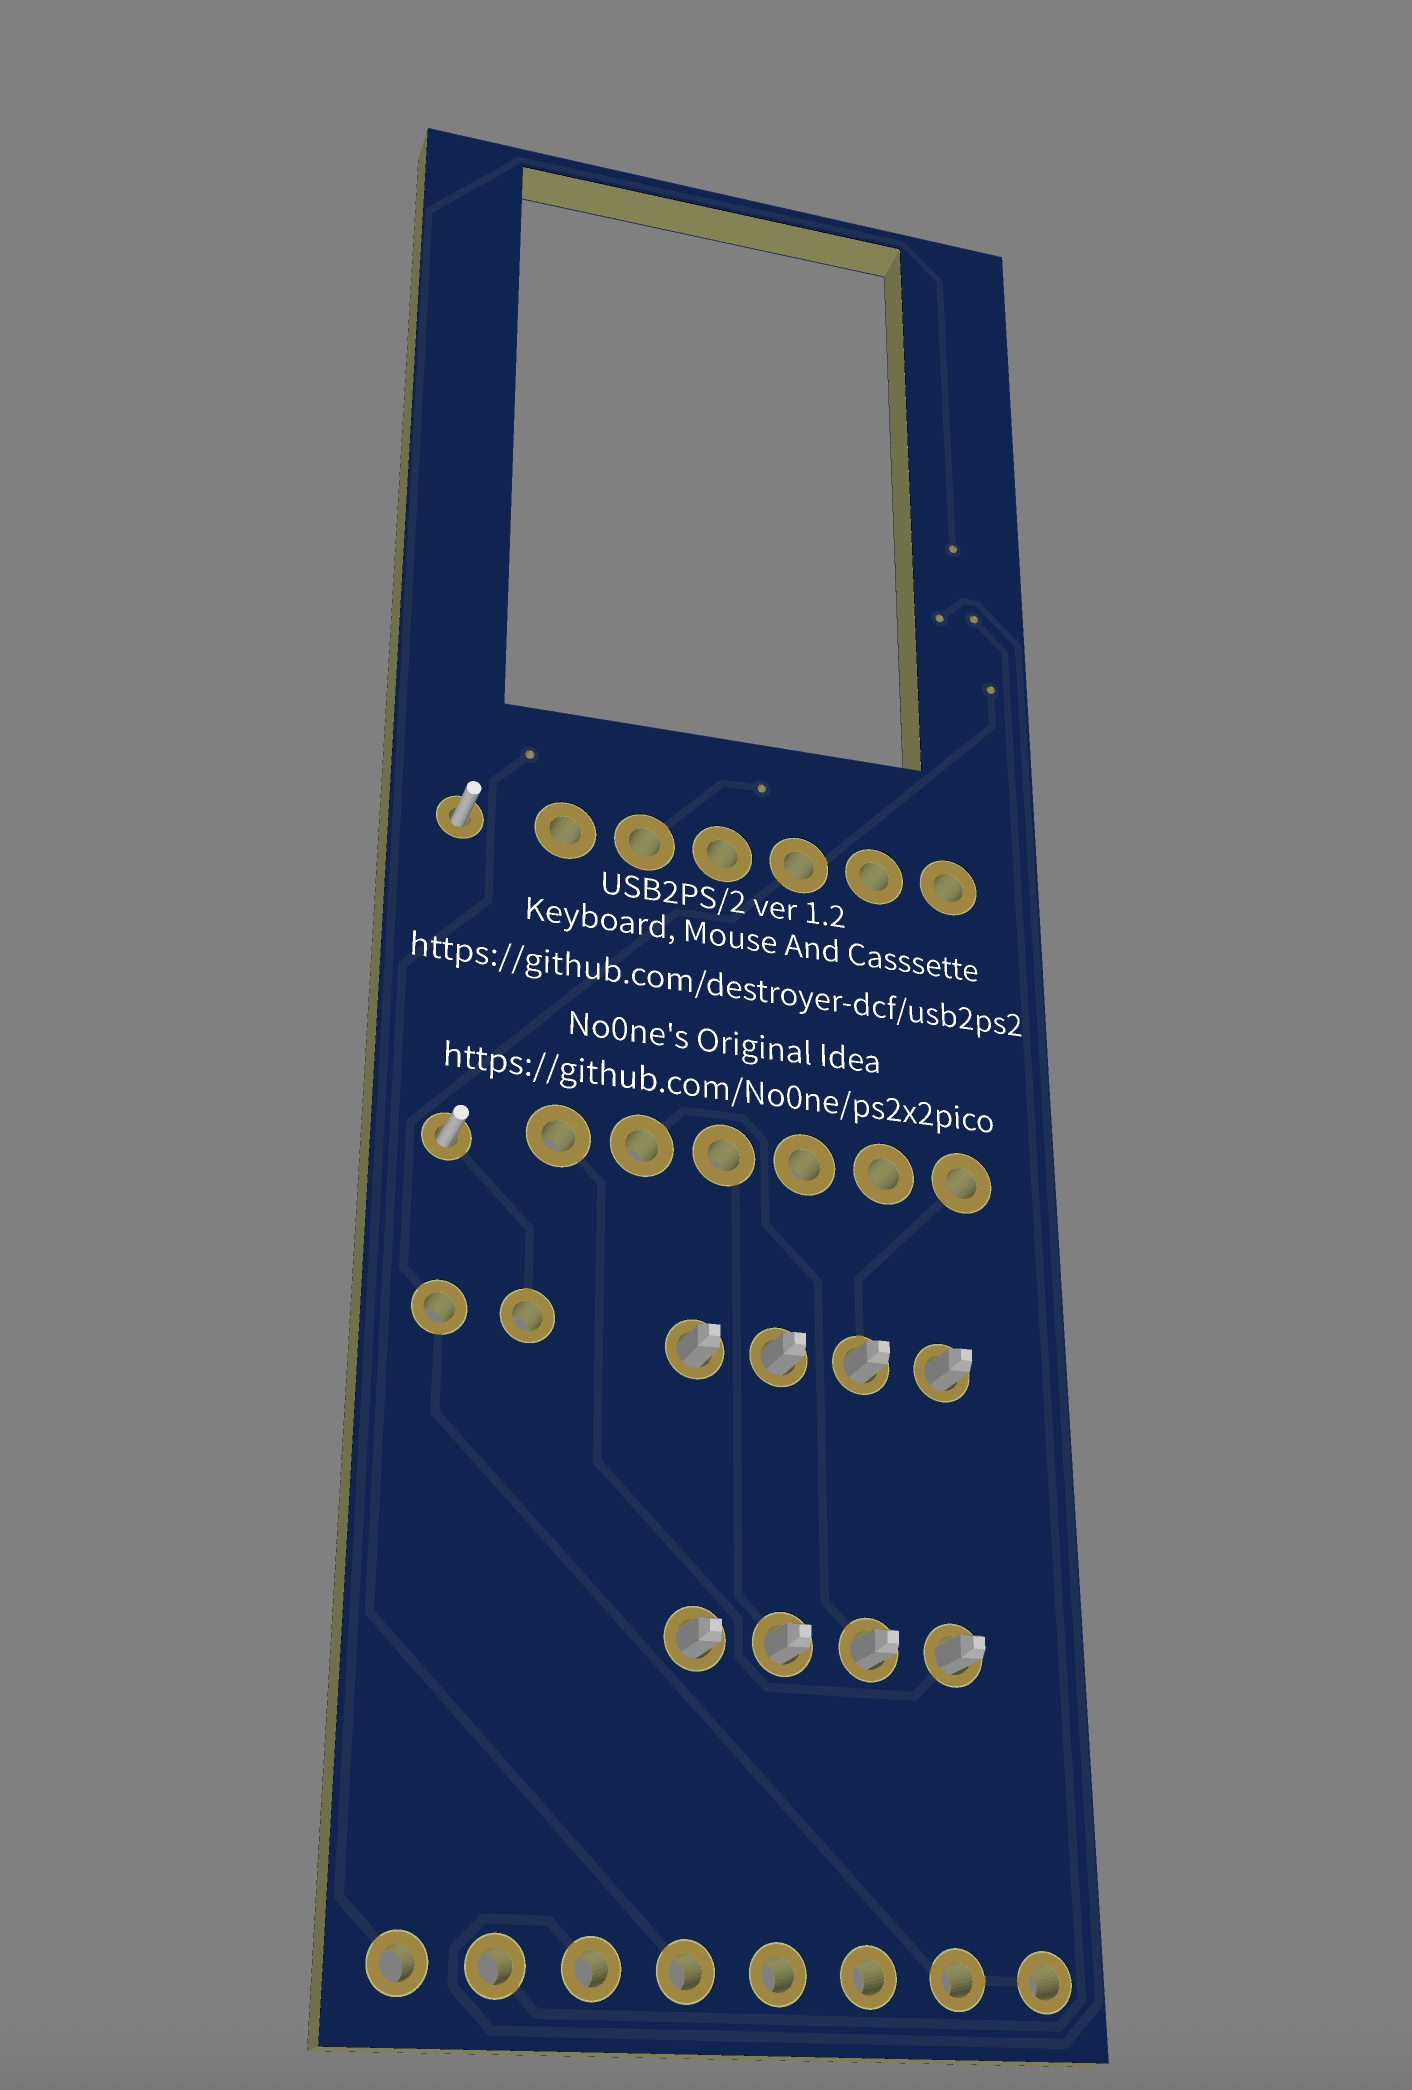 USB2PS/2 ver 1.2
Keyboard, Mouse And Casssette
https://github.com/destroyer-dcf/usb2ps2
No0ne's Original Idea
https://github.com/No0ne/ps2x2pico